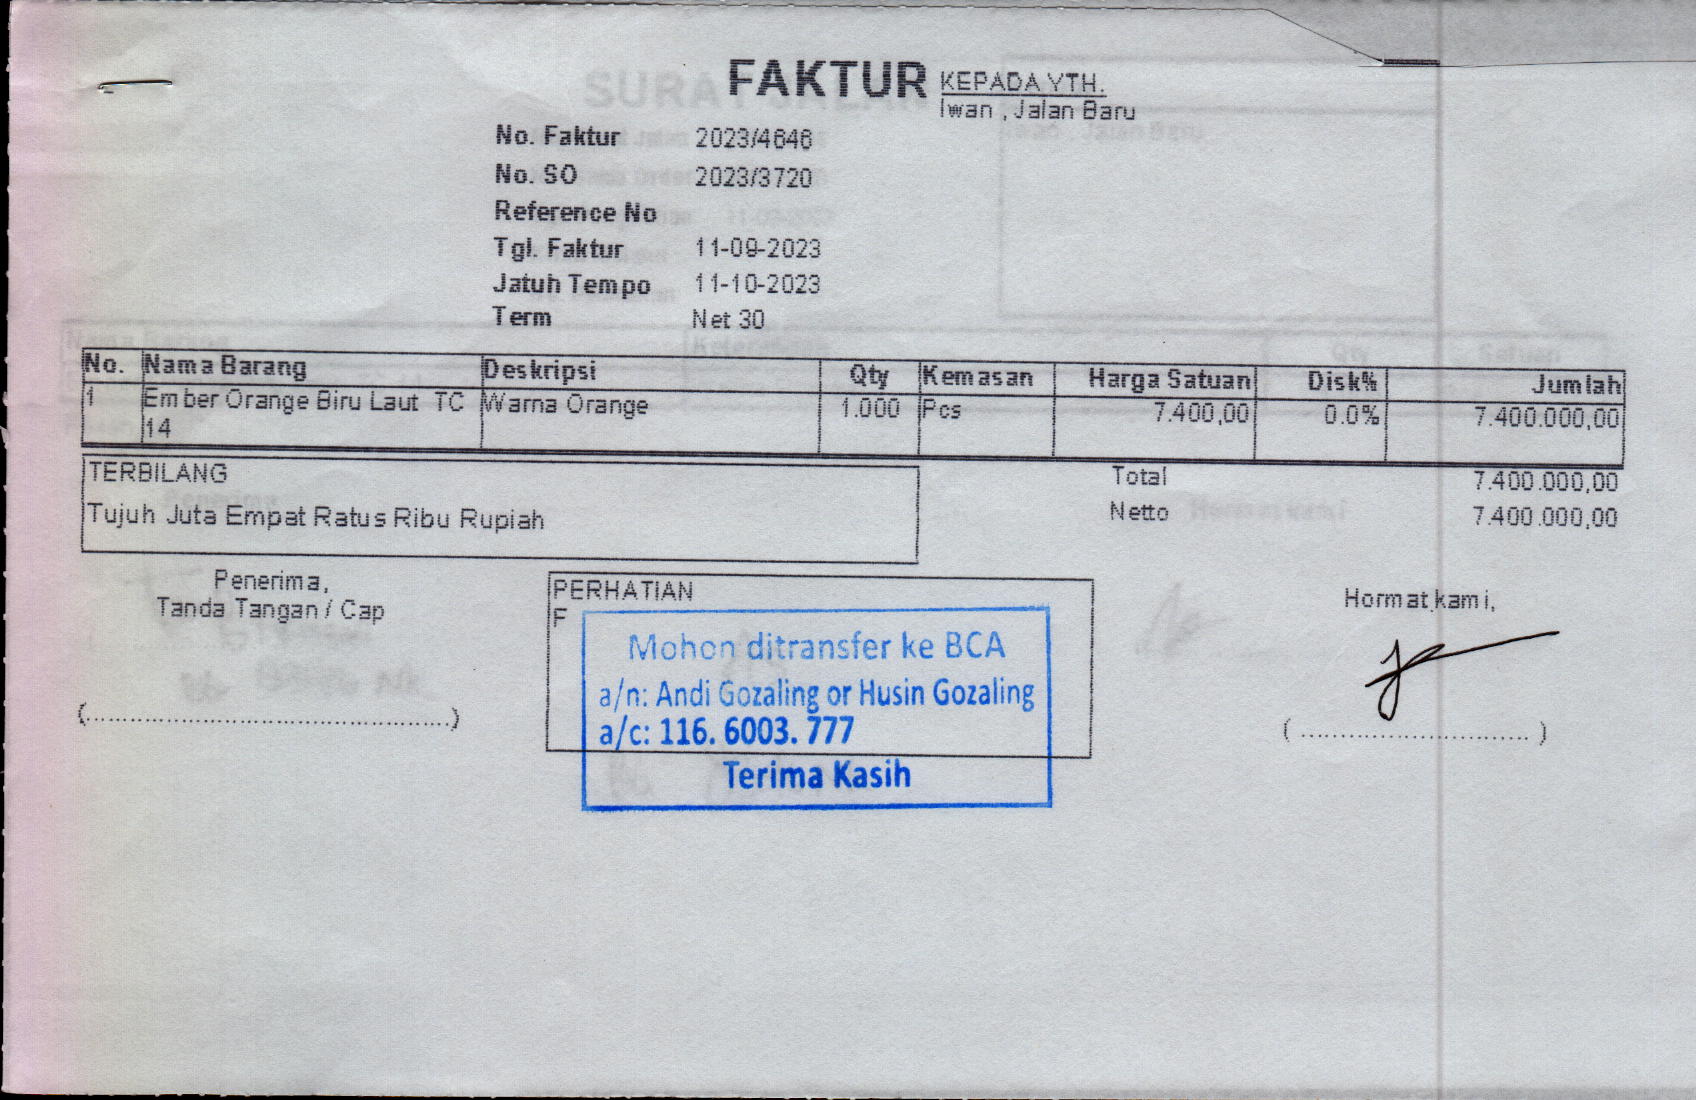 FAKTUR
KEPADA YTH.
Iwan , Jalan Baru
No. Faktur 2023/4646
No. SO 2023/3720
Reference No
Tgl. Faktur 11-09-2023
Jatuh Tempo 11-10-2023
Term Net 30
No. Nama Barang Deskripsi Qty Kemasan Harga Satuan Disk% Jumlah
1 Ember Orange Biru Laut TC Warna Orange 1.000 Pcs 7.400,00 0.0% 7.400.000,00
14
TERBILANG
Tujuh Juta Empat Ratus Ribu Rupiah
Total 7.400.000,00
Netto 7.400.000,00
Penerima,
Tanda Tangan / Cap
(................................................)
PERHATIAN
F
Mohon ditransfer ke BCA
a/n: Andi Gozaling or Husin Gozaling
a/c: 116. 6003. 777
Terima Kasih
Hormat kami,
( .............................. )